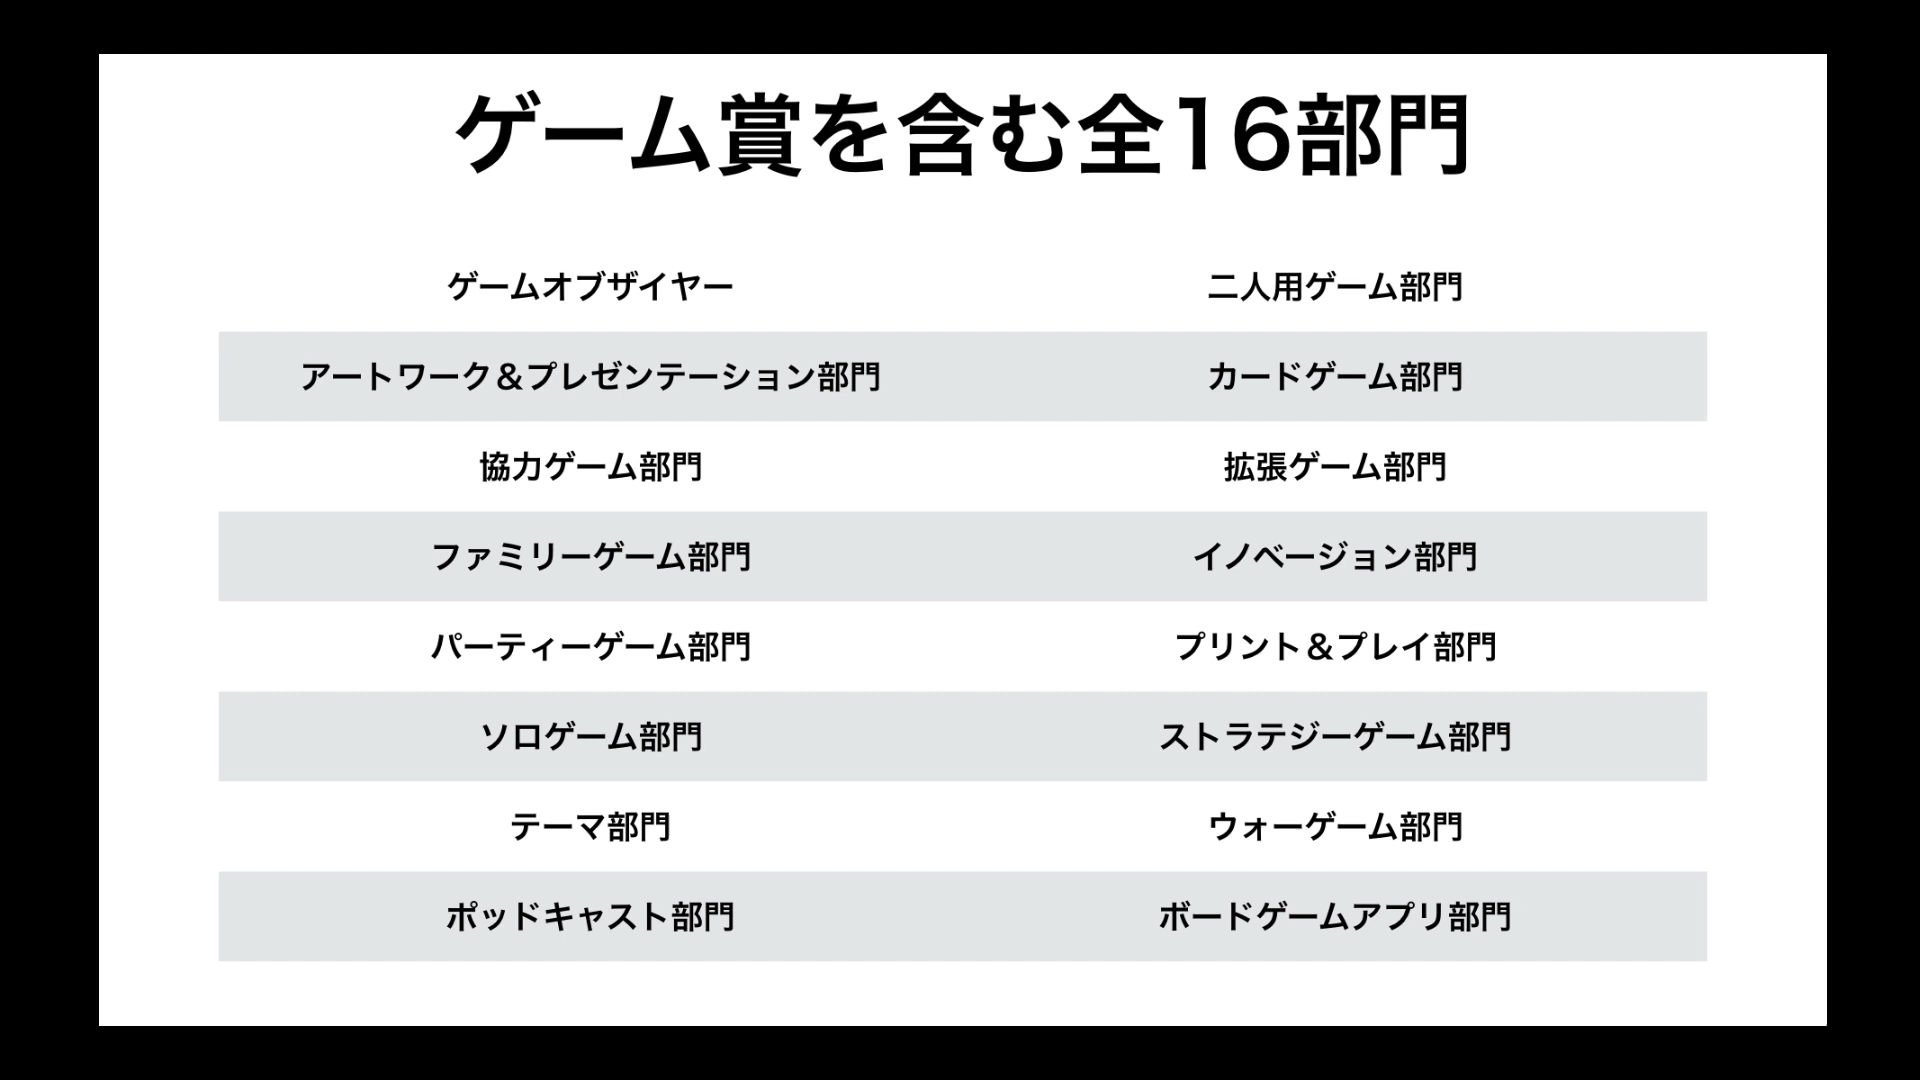 ゲーム賞を含む全16部門
ゲームオブザイヤー 二人用ゲーム部門
アートワーク＆プレゼンテーション部門 カードゲーム部門
協力ゲーム部門 拡張ゲーム部門
ファミリーゲーム部門 イノベーション部門
パーティーゲーム部門 プリント＆プレイ部門
ソロゲーム部門 ストラテジーゲーム部門
テーマ部門 ウォーゲーム部門
ポッドキャスト部門 ボードゲームアプリ部門